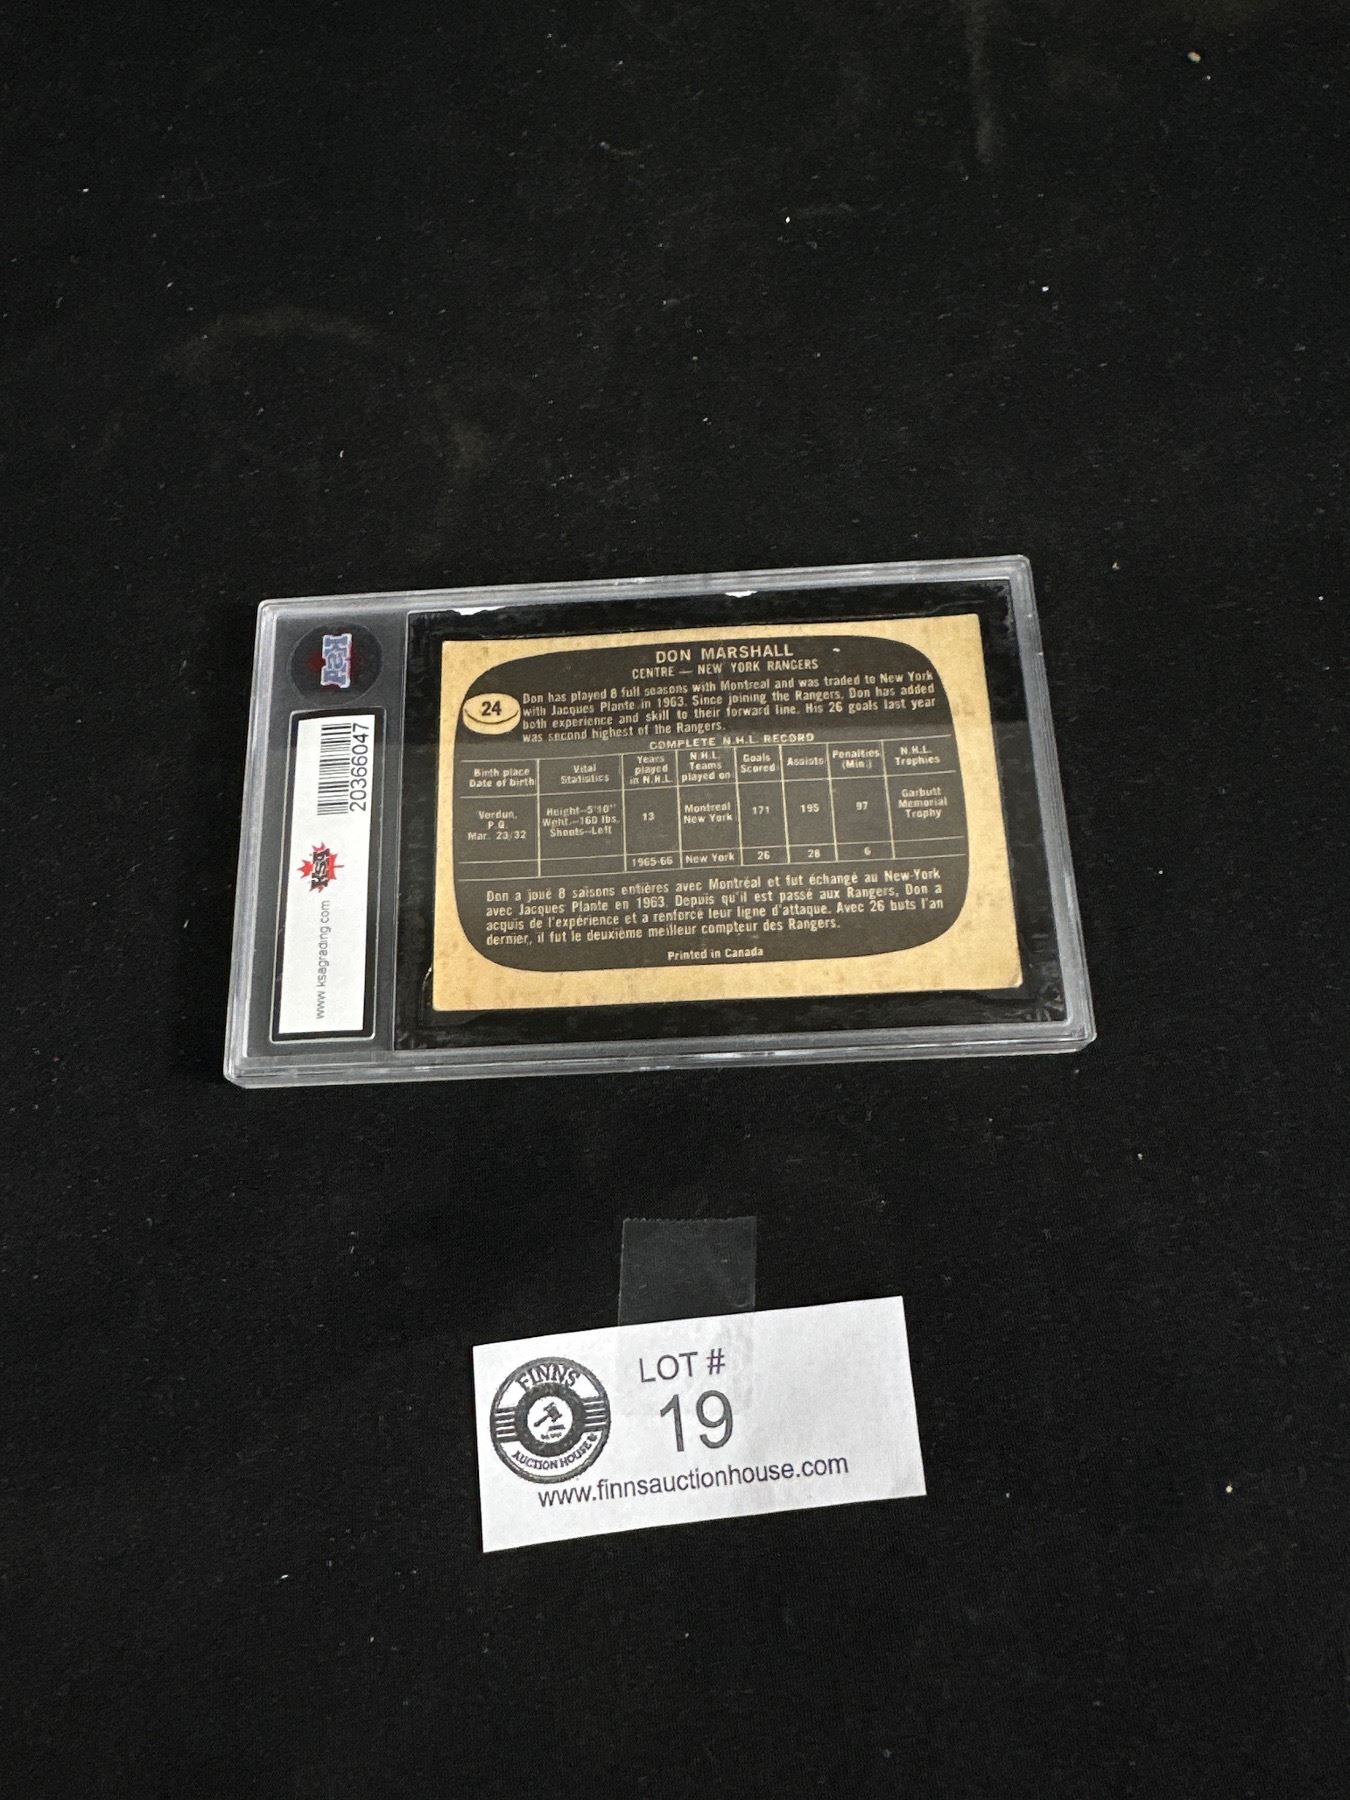 ksa
20366047
ksa
www.ksagrading.com
DON MARSHALL
CENTRE — NEW YORK RANGERS
24
Don has played 8 full seasons with Montreal and was traded to New York
with Jacques Plante in 1963. Since joining the Rangers, Don has added
both experience and skill to their forward line. His 26 goals last year
was second highest of the Rangers.
COMPLETE N.H.L. RECORD
Birth place Date of birth | Vital Statistics | Years played in N.H.L. | N.H.L. Teams played on | Goals Scored | Assists | Penalties (Min.) | N.H.L. Trophies
Verdun, P.Q. Mar. 23/32 | Height—5'10" Wght.—160 lbs. Shoots—Left | 13 | Montreal New York | 171 | 195 | 97 | Garbutt Memorial Trophy
1965-66 | New York | 26 | 28 | 6
Don a joué 8 saisons entières avec Montréal et fut échangé au New-York
avec Jacques Plante en 1963. Depuis qu'il est passé aux Rangers, Don a
acquis de l'expérience et a renforcé leur ligne d'attaque. Avec 26 buts l'an
dernier, il fut le deuxième meilleur compteur des Rangers.
Printed in Canada
FINNS
AUCTION HOUSE
LOT #
19
www.finnsauctionhouse.com